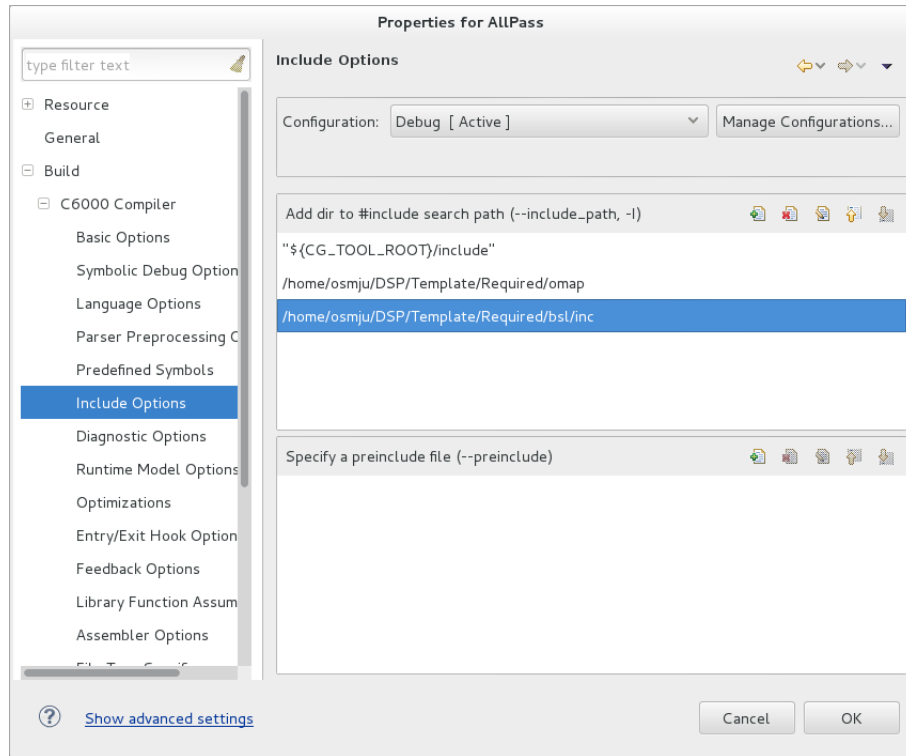 Properties for AllPass
type filter text
Resource
General
Build
C6000 Compiler
Basic Options
Symbolic Debug Option
Language Options
Parser Preprocessing
Predefined Symbols
Include Options
Diagnostic Options
Runtime Model Options
Optimizations
Entry/Exit Hook Option
Feedback Options
Library Function Assum
Assembler Options
Include Options
Configuration: Debug [ Active ] Manage Configurations...
Add dir to #include search path (--include_path, -I)
"${CG_TOOL_ROOT}/include"
/home/osmju/DSP/Template/Required/omap
/home/osmju/DSP/Template/Required/bsl/inc
Specify a preinclude file (--preinclude)
Show advanced settings
Cancel OK